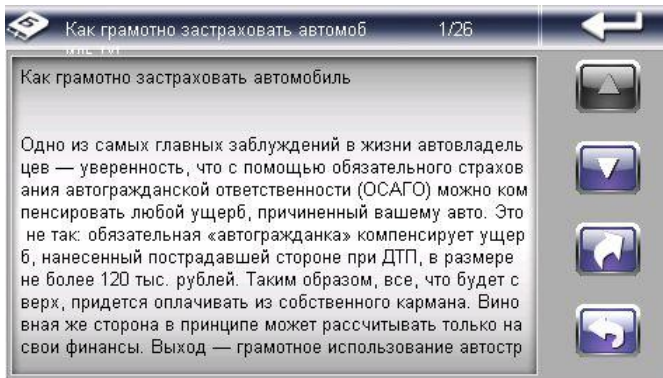 Как грамотно застраховать автомоб
1/26
Как грамотно застраховать автомобиль
Одно из самых главных заблуждений в жизни автовладель
цев — уверенность, что с помощью обязательного страхов
ания автогражданской ответственности (ОСАГО) можно ком
пенсировать любой ущерб, причиненный вашему авто. Это
не так: обязательная «автогражданка» компенсирует ущер
б, нанесенный пострадавшей стороне при ДТП, в размере
не более 120 тыс. рублей. Таким образом, все, что будет с
верх, придется оплачивать из собственного кармана. Вино
вная же сторона в принципе может рассчитывать только на
свои финансы. Выход — грамотное использование автостр